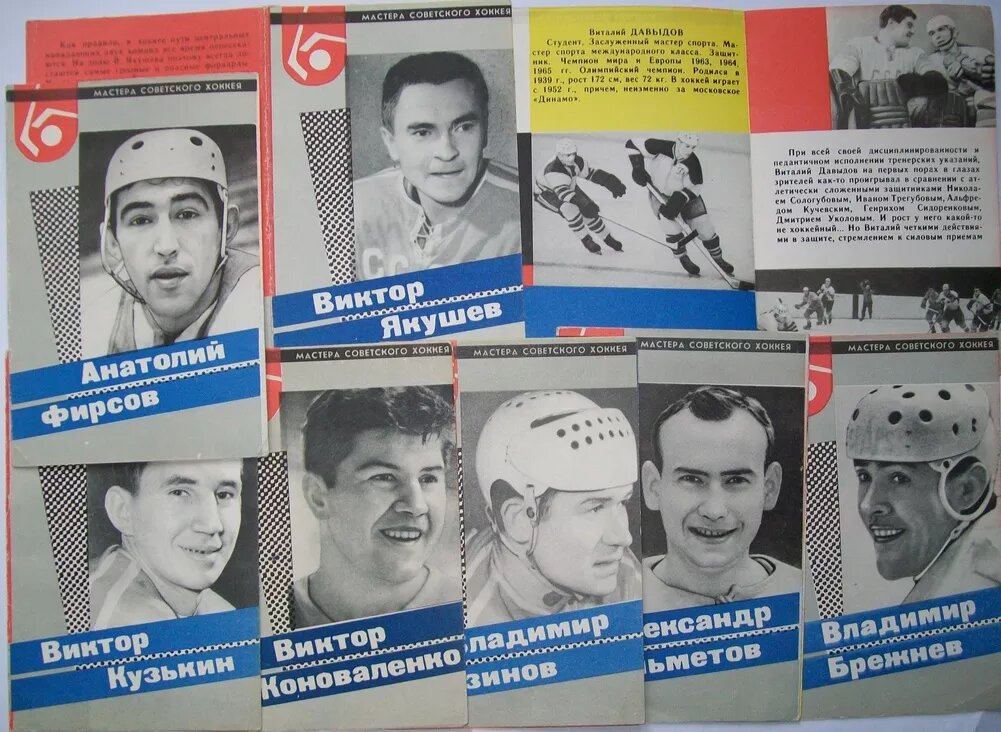 Как правило, в хоккее пути центральных
нападающих двух команд все время пересека-
ются. На долю В. Якушева поэтому всегда до-
стаются самые грозные и опасные форварды
МАСТЕРА СОВЕТСКОГО ХОККЕЯ
СС
Виктор
Якушев
Виталий ДАВЫДОВ
Студент. Заслуженный мастер спорта. Ма-
стер спорта международного класса. Защит-
ник. Чемпион мира и Европы 1963, 1964,
1965 гг. Олимпийский чемпион. Родился в
1939 г., рост 172 см, вес 72 кг. В хоккей играет
с 1952 г., причем, неизменно за московское
«Динамо».
При всей своей дисциплинированности и
педантичном исполнении тренерских указаний,
Виталий Давыдов на первых порах в глазах
зрителей как-то проигрывал в сравнении с ат-
летически сложенными защитниками Никола-
ем Сологубовым, Иваном Трегубовым, Альфре-
дом Кучевским, Генрихом Сидоренковым,
Дмитрием Уколовым. И рост у него какой-то
не хоккейный... Но Виталий четкими действия-
ми в защите, стремлением к силовым приемам
МАСТЕРА СОВЕТСКОГО ХОККЕЯ
Анатолий
Фирсов
Виктор
Кузькин
МАСТЕРА СОВЕТСКОГО ХОККЕЯ
Виктор
Коноваленко
МАСТЕРА СОВЕТСКОГО ХОККЕЯ
ладимир
зинов
МАСТЕРА СОВЕТСКОГО ХОККЕЯ
ександр
ьметов
МАСТЕРА СОВЕТСКОГО ХОККЕЯ
Владимир
Брежнев